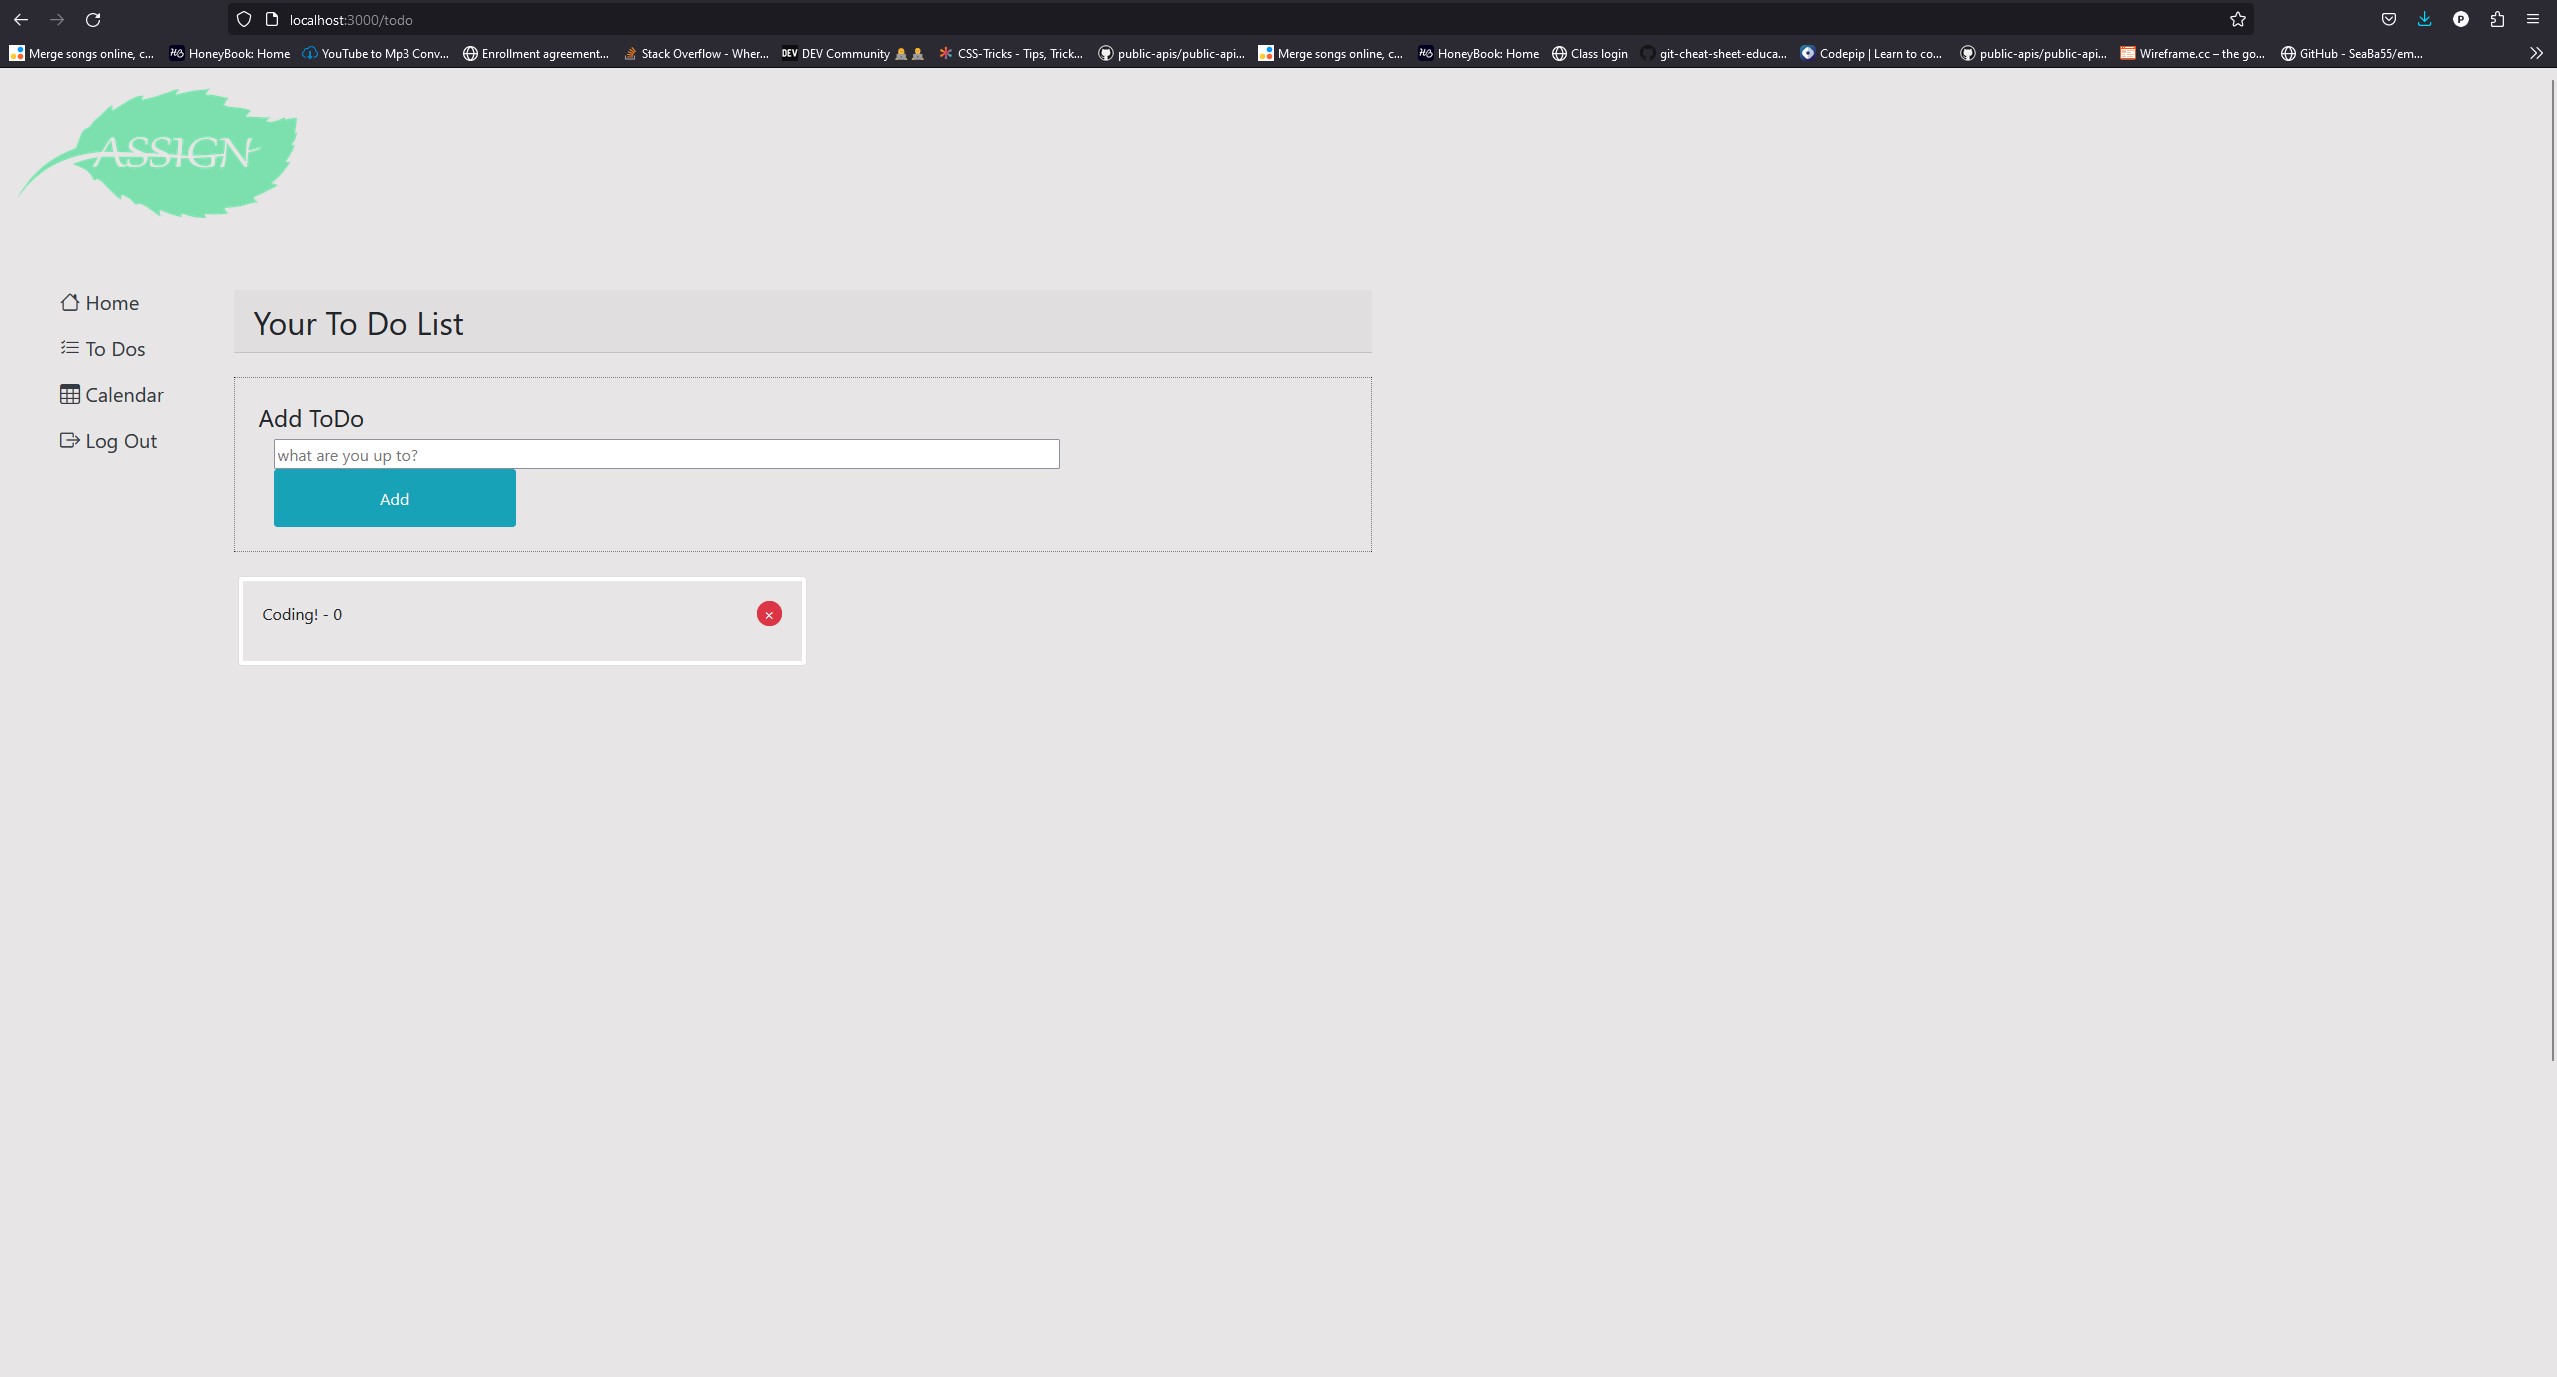 localhost:3000/todo
Merge songs online, c... HoneyBook: Home YouTube to Mp3 Conv... Enrollment agreement... Stack Overflow - Wher... DEV DEV Community CSS-Tricks - Tips, Trick... public-apis/public-api... Merge songs online, c... HoneyBook: Home Class login git-cheat-sheet-educa... Codepip | Learn to co... public-apis/public-api... Wireframe.cc – the go... GitHub - SeaBa55/em...
ASSIGN
Home
To Dos
Calendar
Log Out
Your To Do List
Add ToDo
what are you up to?
Add
Coding! - 0